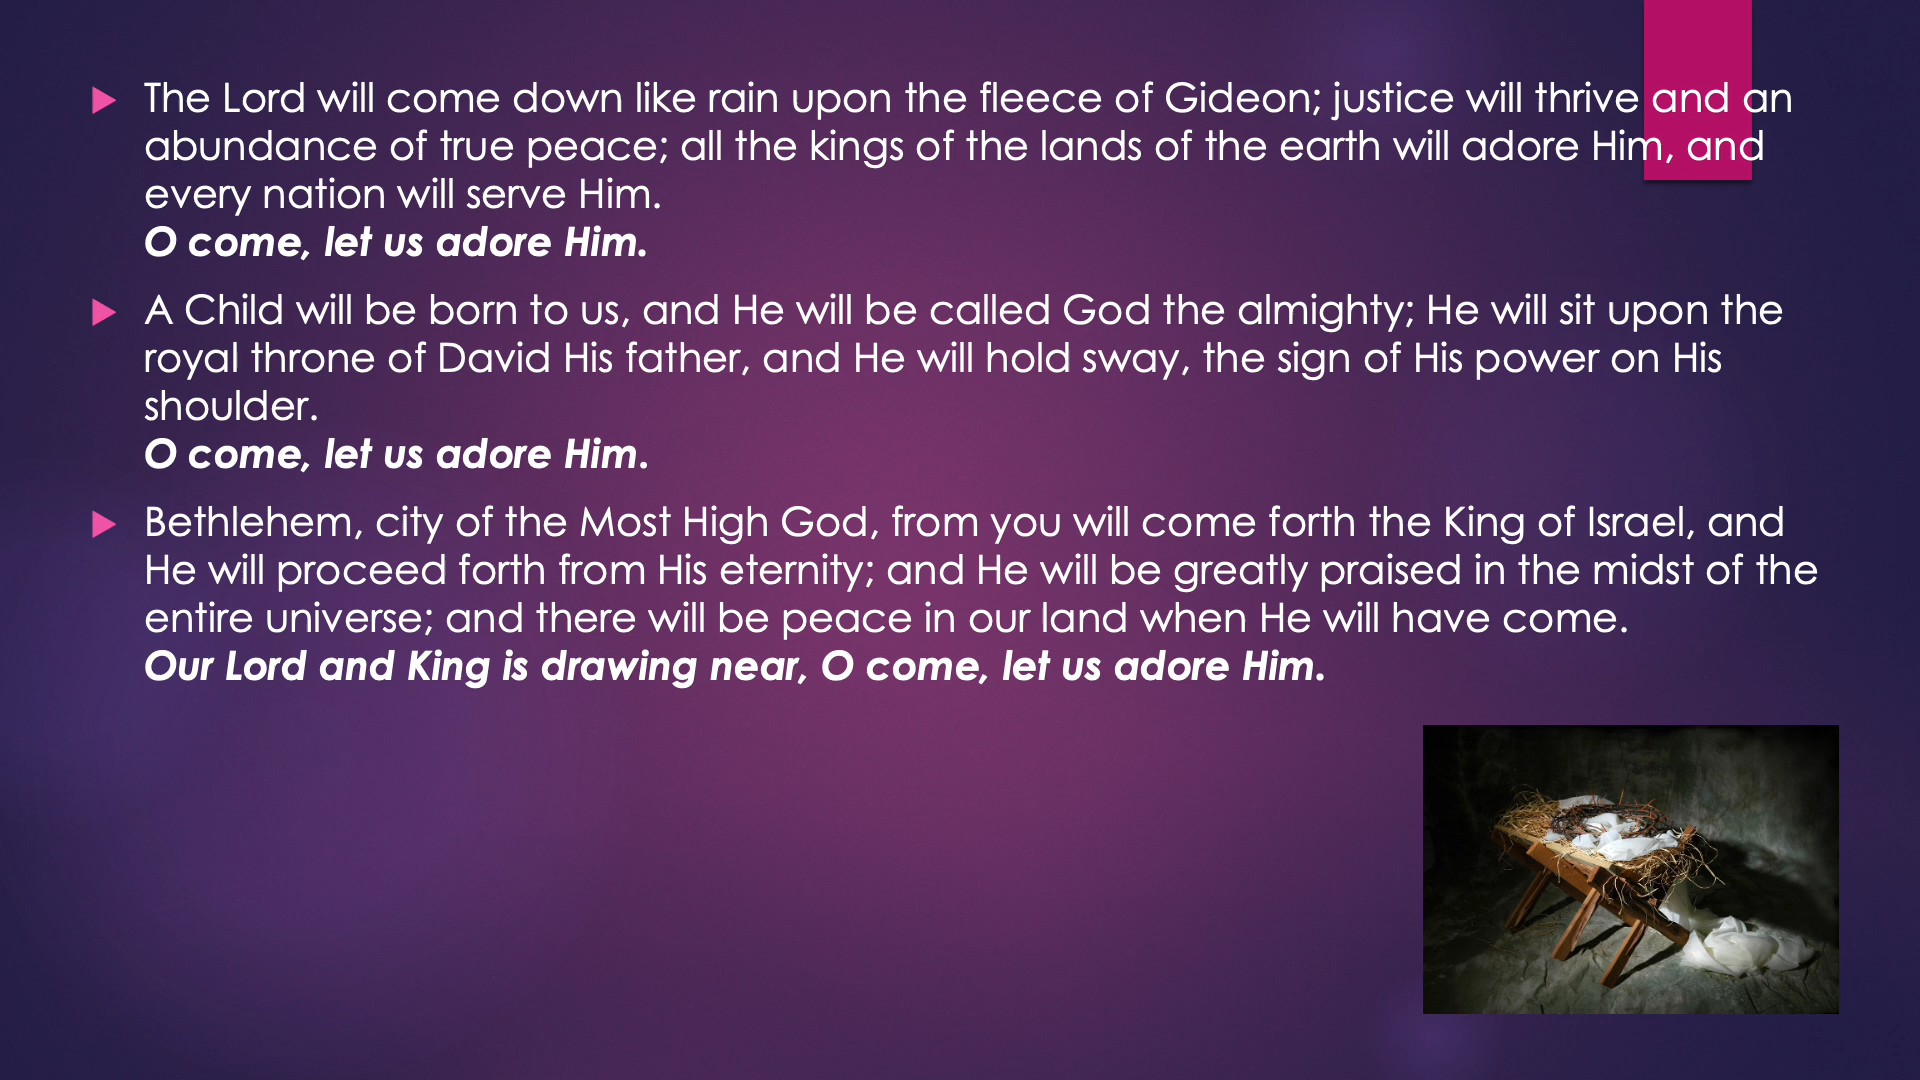 The Lord will come down like rain upon the fleece of Gideon; justice will thrive and an
abundance of true peace; all the kings of the lands of the earth will adore Him, and
every nation will serve Him.
O come, let us adore Him.
A Child will be born to us, and He will be called God the almighty; He will sit upon the
royal throne of David His father, and He will hold sway, the sign of His power on His
shoulder.
O come, let us adore Him.
Bethlehem, city of the Most High God, from you will come forth the King of Israel, and
He will proceed forth from His eternity; and He will be greatly praised in the midst of the
entire universe; and there will be peace in our land when He will have come.
Our Lord and King is drawing near, O come, let us adore Him.